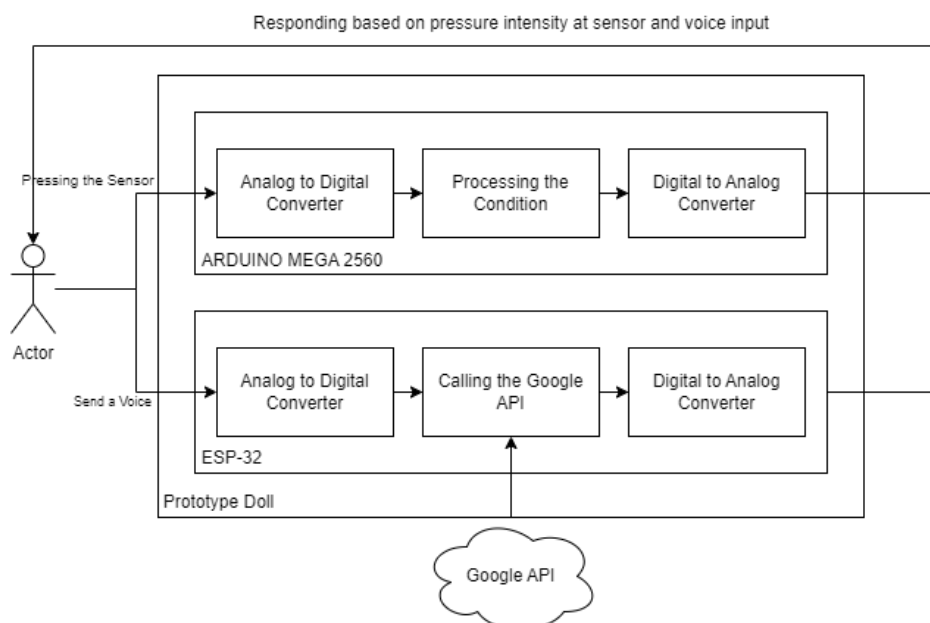 Responding based on pressure intensity at sensor and voice input
Pressing the Sensor
Analog to Digital
Converter
Processing the
Condition
Digital to Analog
Converter
ARDUINO MEGA 2560
Actor
Send a Voice
Analog to Digital
Converter
Calling the Google
API
Digital to Analog
Converter
ESP-32
Prototype Doll
Google API